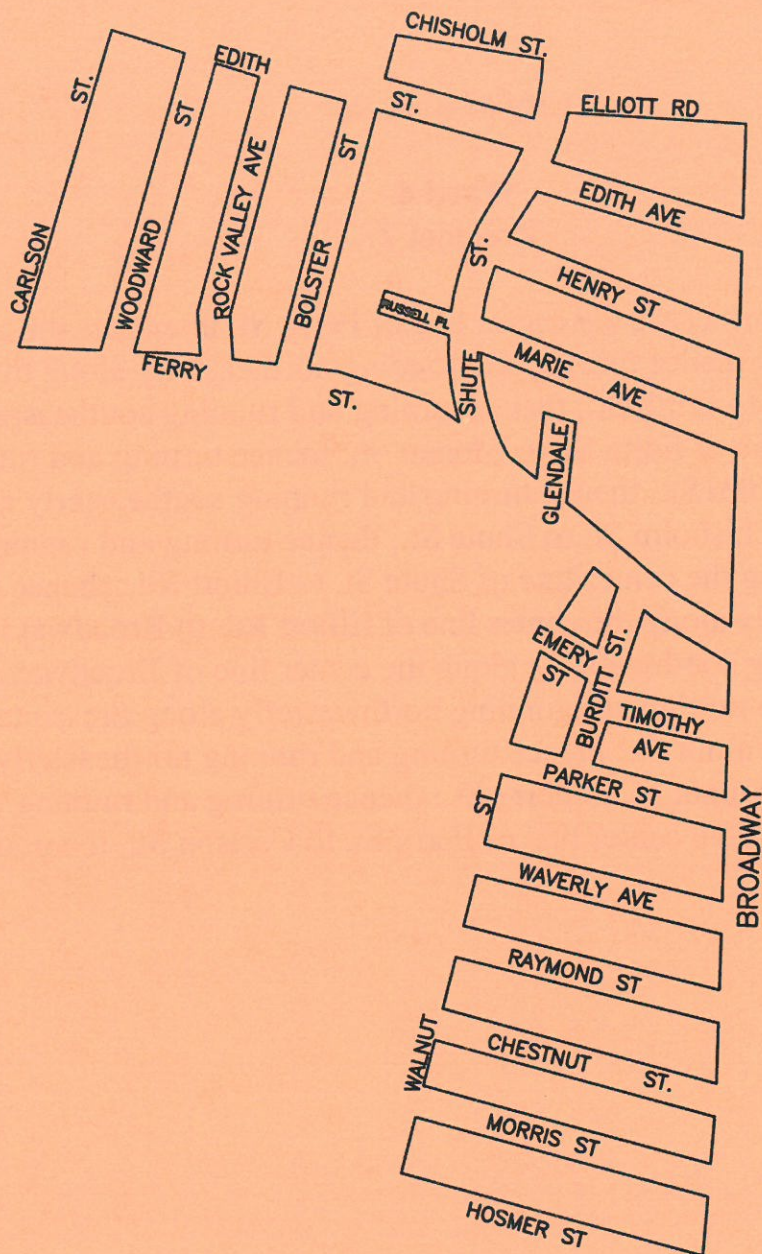 CHISHOLM ST.
EDITH ST.
ELLIOTT RD
CARLSON ST.
WOODWARD ST
ROCK VALLEY AVE
BOLSTER ST
EDITH AVE
SHUTE ST.
HENRY ST
RUSSELL PL
MARIE AVE
FERRY ST.
GLENDALE
EMERY ST
BURDITT ST.
TIMOTHY AVE
PARKER ST
BROADWAY
WALNUT ST
WAVERLY AVE
RAYMOND ST
CHESTNUT ST.
MORRIS ST
HOSMER ST